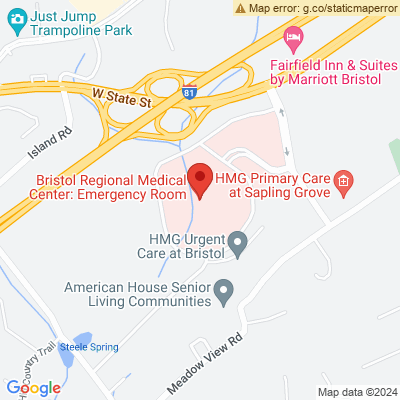 Map error: g.co/staticmaperror
Just Jump
Trampoline Park
Fairfield Inn & Suites
by Marriott Bristol
W State St
81
Island Rd
Bristol Regional Medical
Center: Emergency Room
HMG Primary Care
at Sapling Grove
HMG Urgent
Care at Bristol
American House Senior
Living Communities
Steele Spring
Country Trail
Meadow View Rd
Google
Map data ©2024